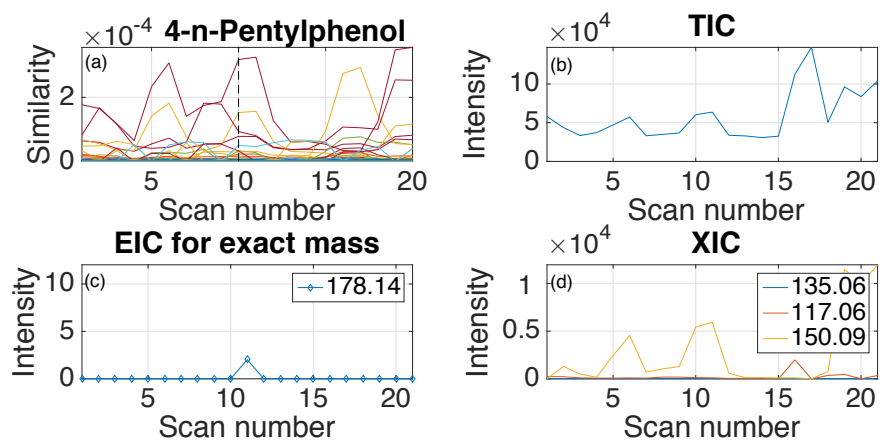 ×10⁻⁴ 4-n-Pentylphenol
(a)
Similarity
2
0
5 10 15 20
Scan number
TIC
×10⁴
(b)
Intensity
10
5
0
5 10 15 20
Scan number
EIC for exact mass
(c)
178.14
Intensity
10
5
0
5 10 15 20
Scan number
XIC
×10⁴
(d)
135.06
117.06
150.09
Intensity
1
0.5
0
5 10 15 20
Scan number